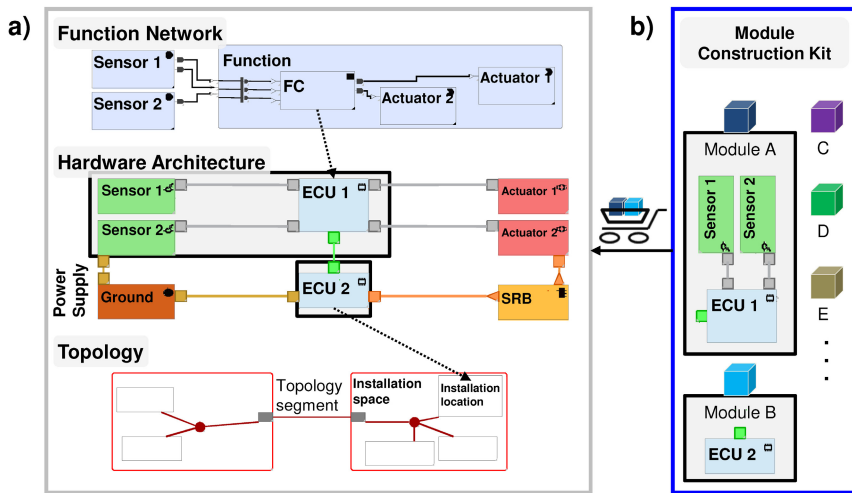 a)
Function Network
Sensor 1
Sensor 2
Function
FC
Actuator 1
Actuator 2
Hardware Architecture
Sensor 1
Sensor 2
ECU 1
Actuator 1
Actuator 2
Power
Supply
Ground
ECU 2
SRB
Topology
Topology
segment
Installation
space
Installation
location
b)
Module
Construction Kit
Module A
Sensor 1
Sensor 2
ECU 1
Module B
ECU 2
C
D
E